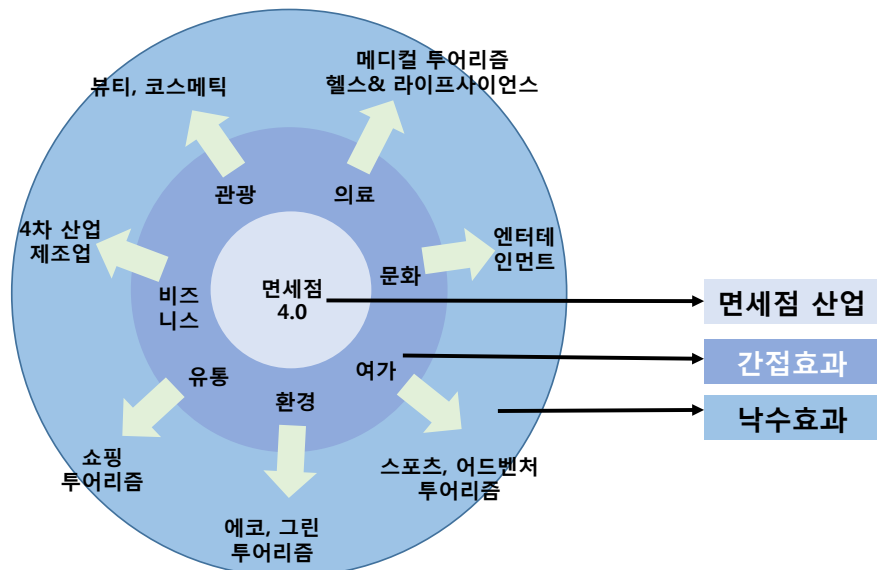 메디컬 투어리즘
헬스& 라이프사이언스
뷰티, 코스메틱
관광
의료
4차 산업
제조업
엔터테
인먼트
문화
비즈
니스
면세점
4.0
면세점 산업
간접효과
낙수효과
유통
여가
환경
쇼핑
투어리즘
스포츠, 어드벤처
투어리즘
에코, 그린
투어리즘